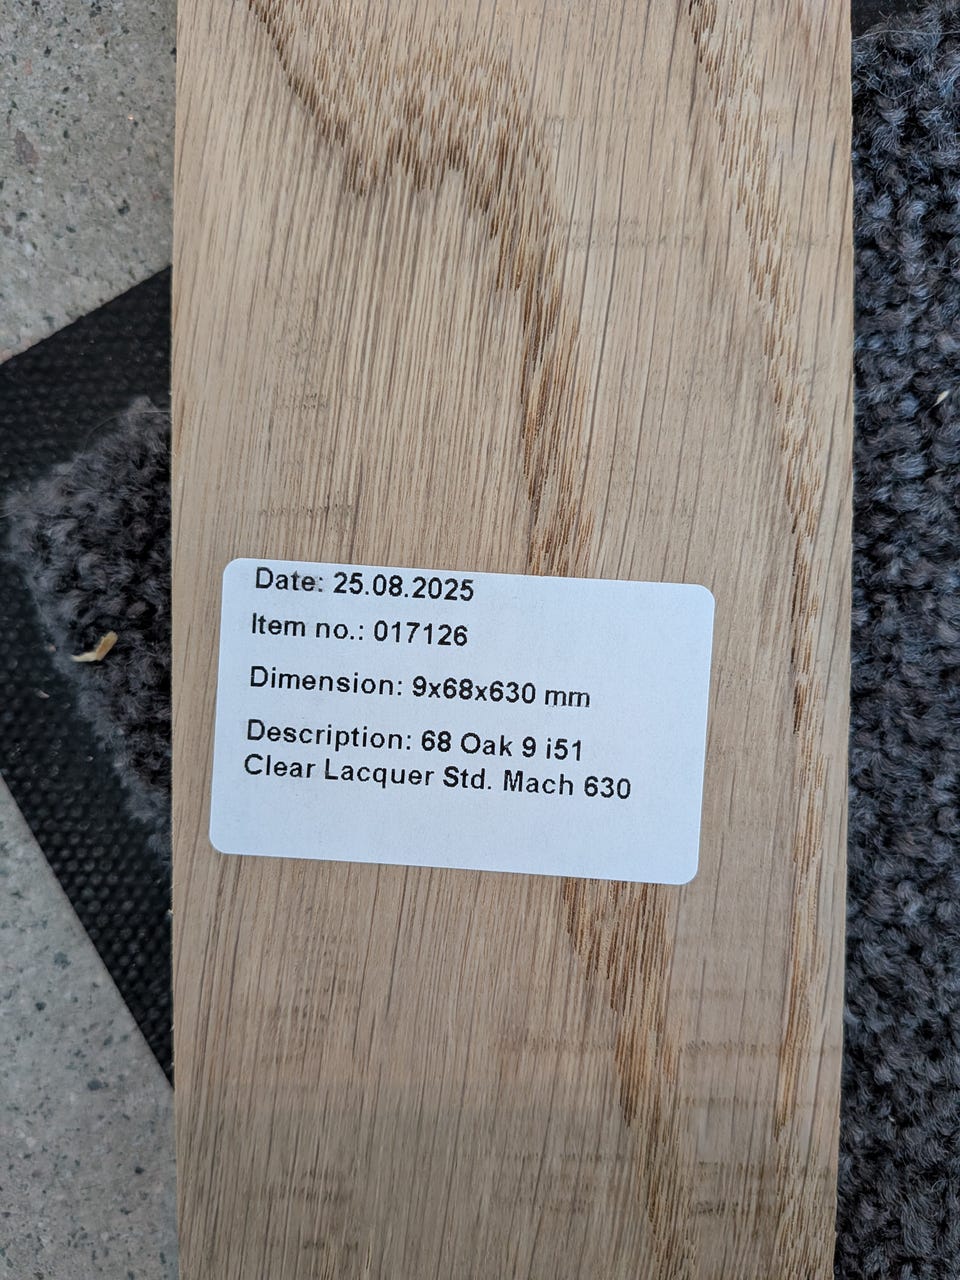 Date: 25.08.2025
Item no.: 017126
Dimension: 9x68x630 mm
Description: 68 Oak 9 i51
Clear Lacquer Std. Mach 630